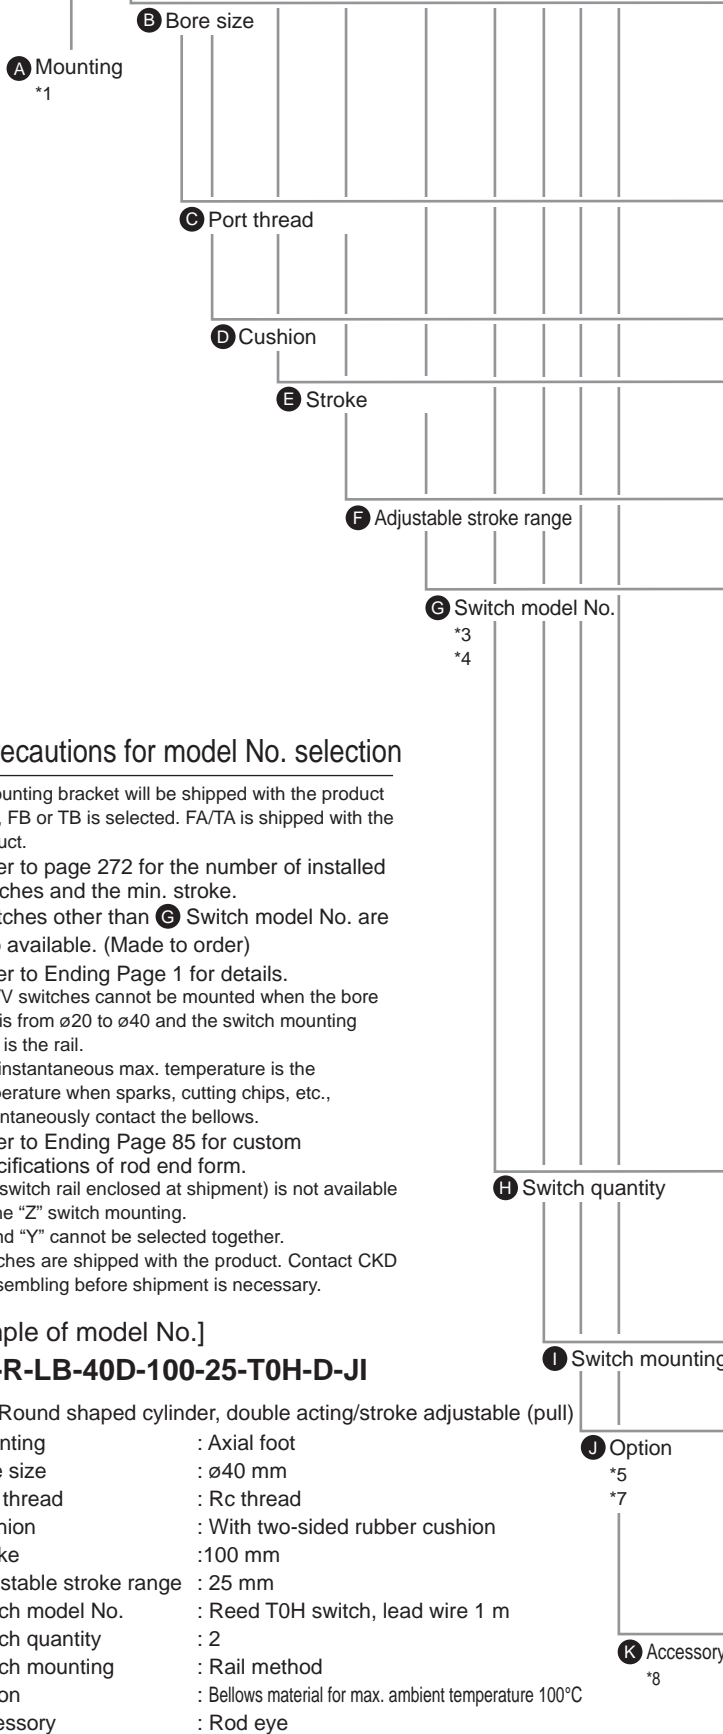 B Bore size
A Mounting
*1
C Port thread
D Cushion
E Stroke
F Adjustable stroke range
G Switch model No.
*3
*4
ecautions for model No. selection
ounting bracket will be shipped with the product
, FB or TB is selected. FA/TA is shipped with the
uct.
er to page 272 for the number of installed
ches and the min. stroke.
tches other than G Switch model No. are
o available. (Made to order)
er to Ending Page 1 for details.
V switches cannot be mounted when the bore
is from ø20 to ø40 and the switch mounting
is the rail.
instantaneous max. temperature is the
perature when sparks, cutting chips, etc.,
ntaneously contact the bellows.
er to Ending Page 85 for custom
cifications of rod end form.
switch rail enclosed at shipment) is not available
he “Z” switch mounting.
nd “Y” cannot be selected together.
ches are shipped with the product. Contact CKD
sembling before shipment is necessary.
H Switch quantity
mple of model No.]
-R-LB-40D-100-25-T0H-D-JI
I Switch mounting
Round shaped cylinder, double acting/stroke adjustable (pull)
nting : Axial foot
e size : ø40 mm
thread : Rc thread
hion : With two-sided rubber cushion
ke :100 mm
stable stroke range : 25 mm
ch model No. : Reed T0H switch, lead wire 1 m
ch quantity : 2
ch mounting : Rail method
on : Bellows material for max. ambient temperature 100°C
essory : Rod eye
J Option
*5
*7
K Accessory
*8